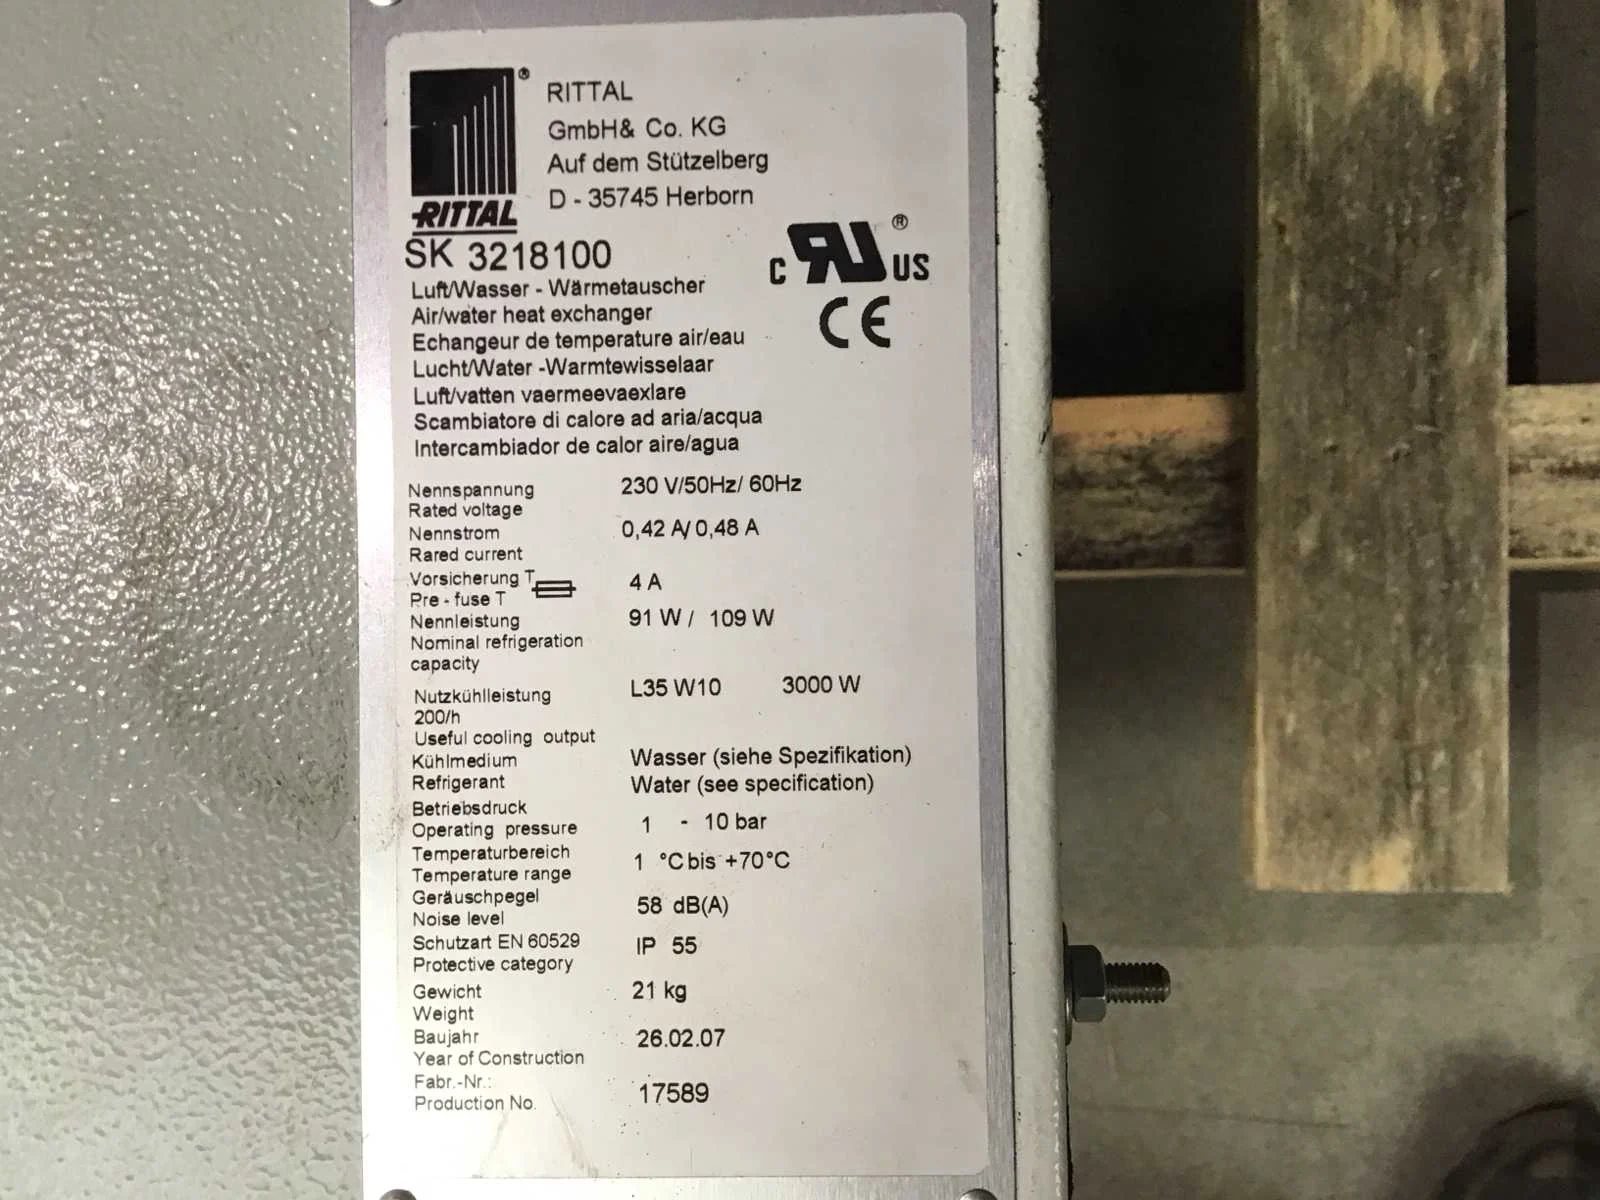 RITTAL
GmbH& Co. KG
Auf dem Stützelberg
D - 35745 Herborn
®
RITTAL
SK 3218100
c RU ® US
CE
Luft/Wasser - Wärmetauscher
Air/water heat exchanger
Echangeur de temperature air/eau
Lucht/Water -Warmtewisselaar
Luft/vatten vaermeevaexlare
Scambiatore di calore ad aria/acqua
Intercambiador de calor aire/agua
Nennspannung 230 V/50Hz/ 60Hz
Rated voltage
Nennstrom 0,42 A/ 0,48 A
Rared current
Vorsicherung T 4 A
Pre - fuse T
Nennleistung 91 W / 109 W
Nominal refrigeration
capacity
Nutzkühlleistung L35 W10 3000 W
200/h
Useful cooling output
Kühlmedium Wasser (siehe Spezifikation)
Refrigerant Water (see specification)
Betriebsdruck
Operating pressure 1 - 10 bar
Temperaturbereich
Temperature range 1 °C bis +70°C
Geräuschpegel
Noise level 58 dB(A)
Schutzart EN 60529 IP 55
Protective category
Gewicht 21 kg
Weight
Baujahr 26.02.07
Year of Construction
Fabr.-Nr.: 17589
Production No.